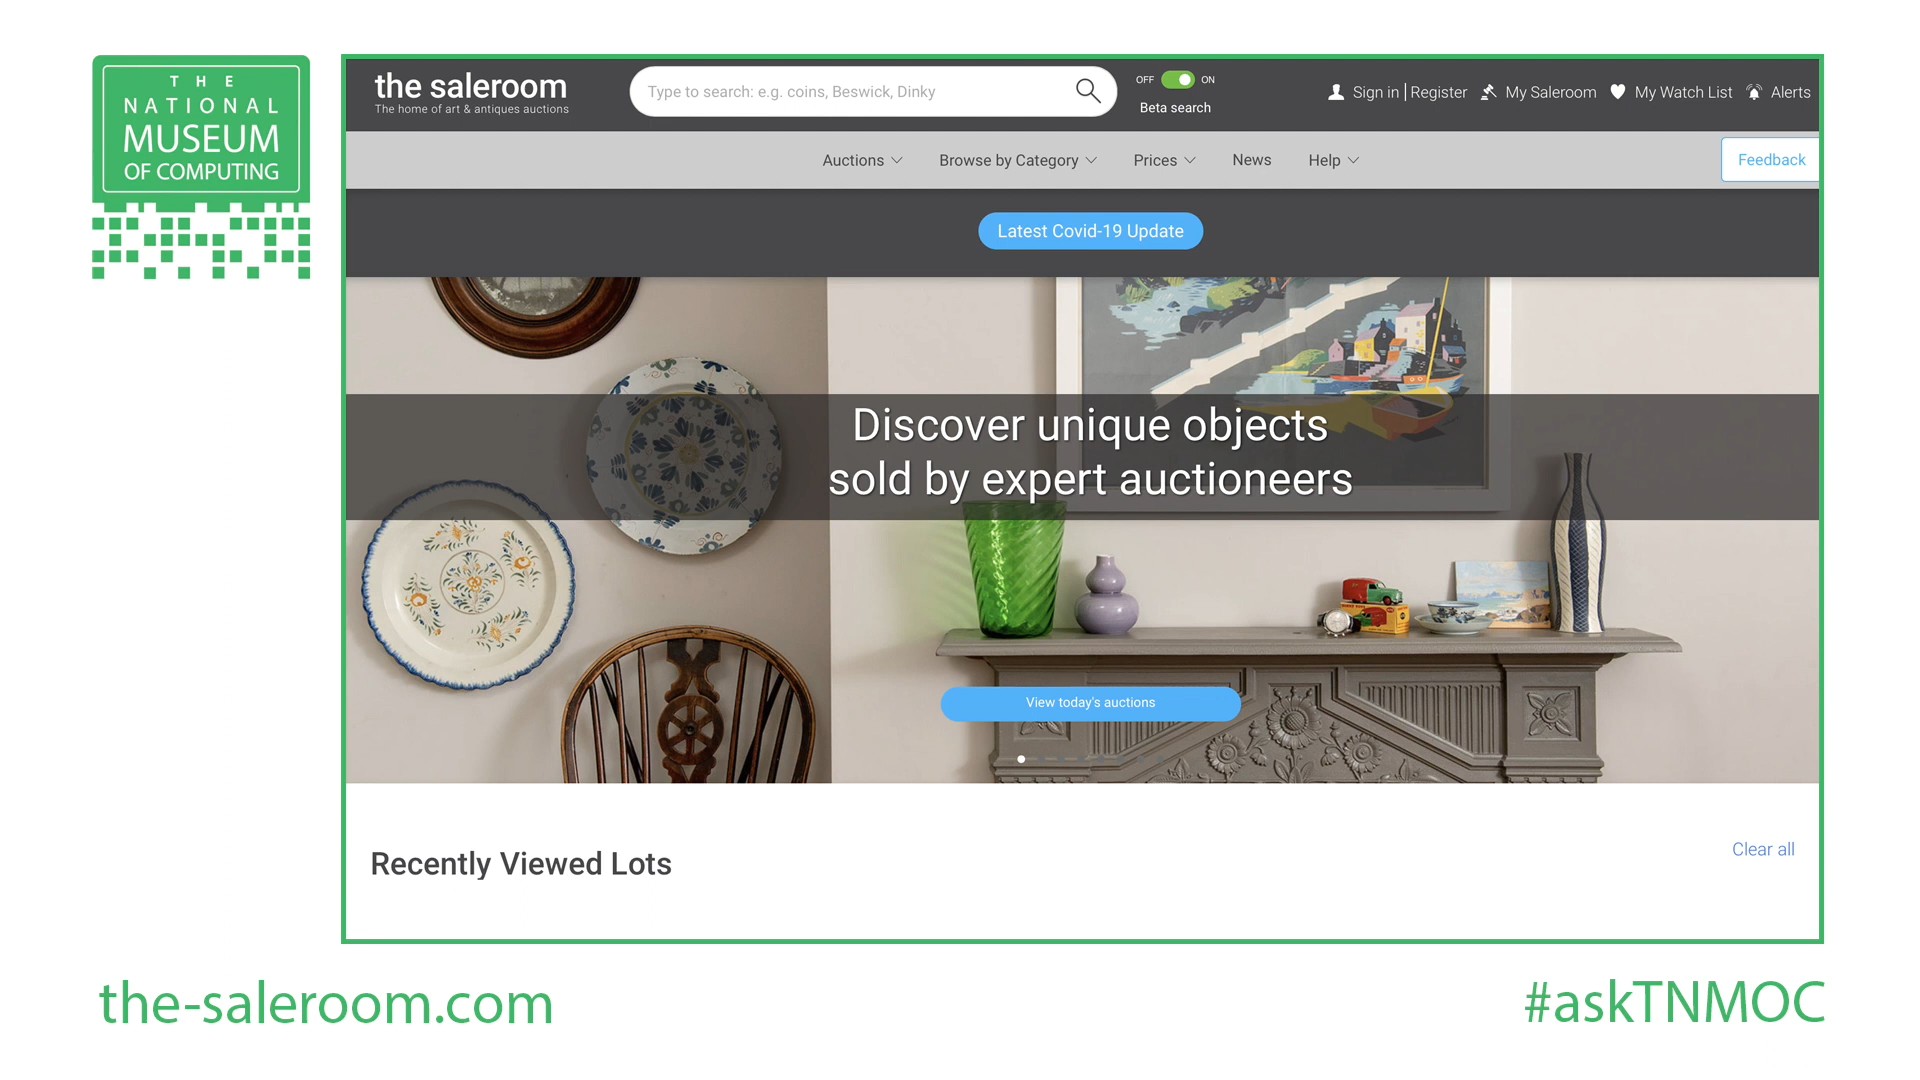 THE
NATIONAL
MUSEUM
OF COMPUTING
the saleroom
The home of art & antiques auctions
Type to search: e.g. coins, Beswick, Dinky
OFF ON
Beta search
Sign in | Register My Saleroom My Watch List Alerts
Auctions Browse by Category Prices News Help
Feedback
Latest Covid-19 Update
Discover unique objects
sold by expert auctioneers
View today's auctions
Recently Viewed Lots
Clear all
the-saleroom.com
#askTNMOC